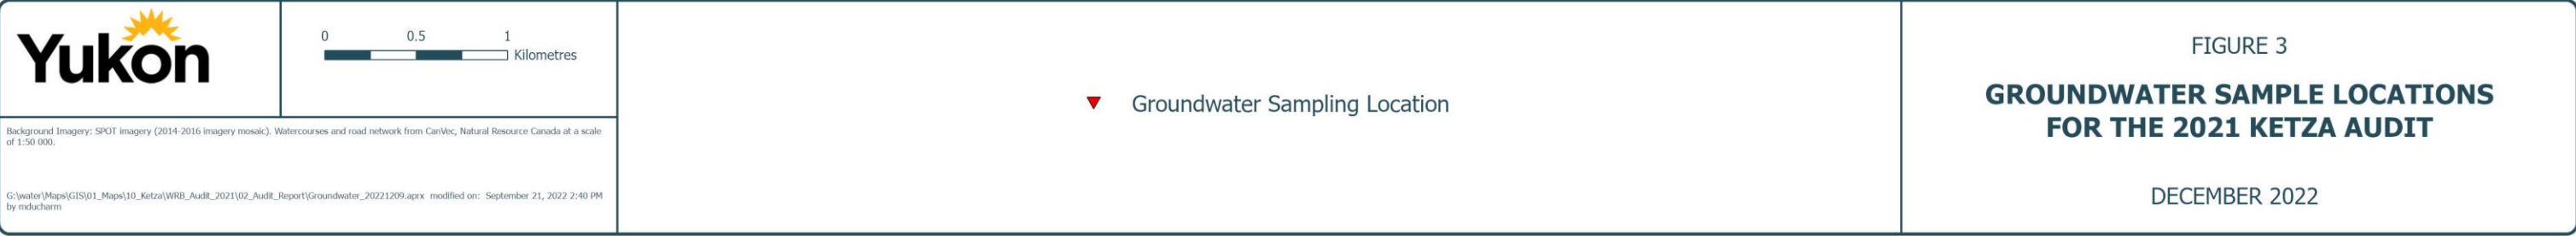 Yukon
0 0.5 1
Kilometres
Background Imagery: SPOT imagery (2014-2016 imagery mosaic). Watercourses and road network from CanVec, Natural Resource Canada at a scale
of 1:50 000.
G:\water\Maps\GIS\01_Maps\10_Ketza\WRB_Audit_2021\02_Audit_Report\Groundwater_20221209.aprx modified on: September 21, 2022 2:40 PM
by mducharm
Groundwater Sampling Location
FIGURE 3
GROUNDWATER SAMPLE LOCATIONS
FOR THE 2021 KETZA AUDIT
DECEMBER 2022